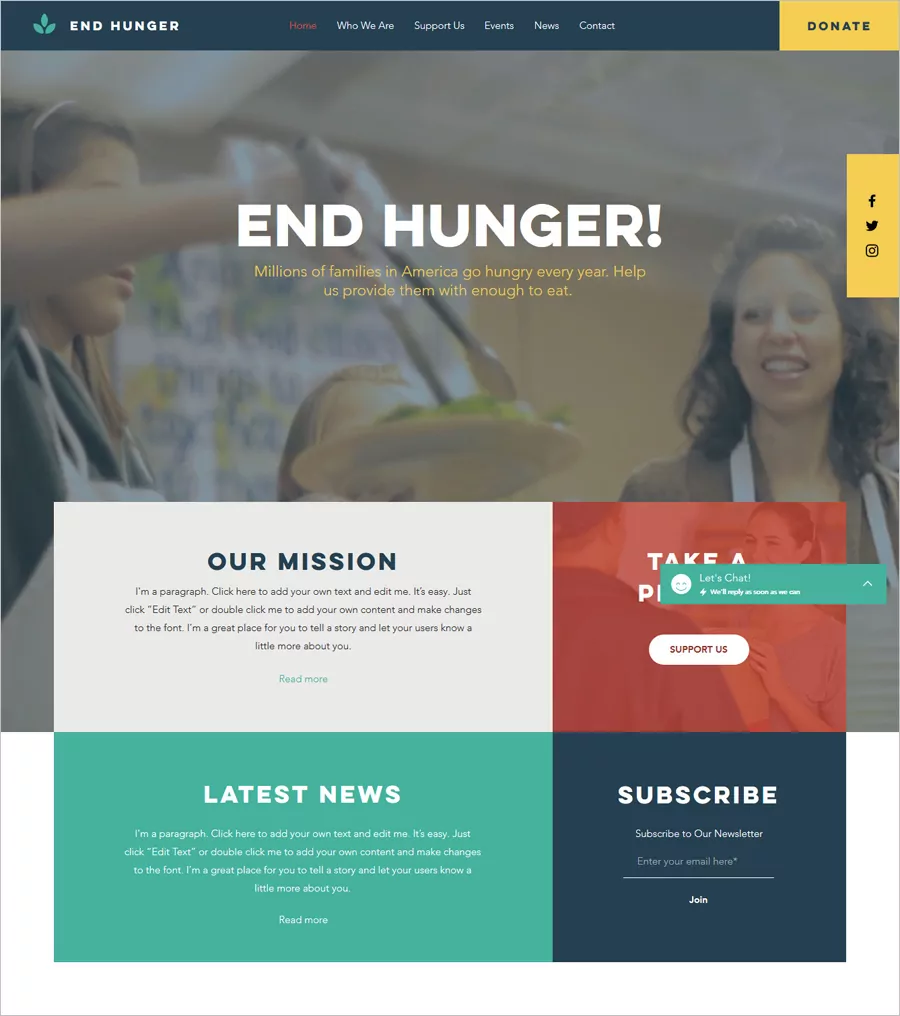 END HUNGER
Home Who We Are Support Us Events News Contact
DONATE
END HUNGER!
Millions of families in America go hungry every year. Help
us provide them with enough to eat.
OUR MISSION
I'm a paragraph. Click here to add your own text and edit me. It's easy. Just
click "Edit Text" or double click me to add your own content and make changes
to the font. I'm a great place for you to tell a story and let your users know a
little more about you.
Read more
TAKE A
Let's Chat!
We'll reply as soon as we can
SUPPORT US
LATEST NEWS
I'm a paragraph. Click here to add your own text and edit me. It's easy. Just
click "Edit Text" or double click me to add your own content and make changes
to the font. I'm a great place for you to tell a story and let your users know a
little more about you.
Read more
SUBSCRIBE
Subscribe to Our Newsletter
Enter your email here*
Join